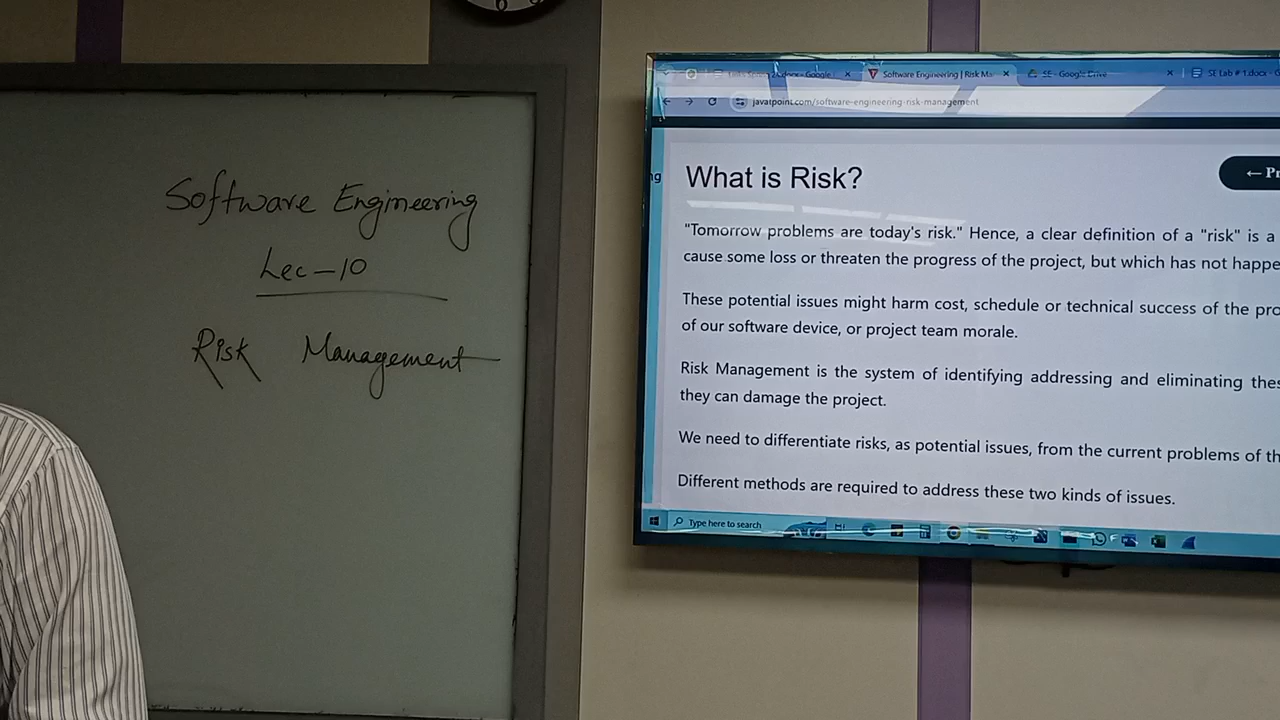 Software Engineering
Lec-10
Risk Management
Software Engineering | Risk Ma
SE - Google Drive
SE Lab # 1.docx - G
javatpoint.com/software-engineering-risk-management
ng
What is Risk?
← Pr
"Tomorrow problems are today's risk." Hence, a clear definition of a "risk" is a
cause some loss or threaten the progress of the project, but which has not happe
These potential issues might harm cost, schedule or technical success of the pro
of our software device, or project team morale.
Risk Management is the system of identifying addressing and eliminating thes
they can damage the project.
We need to differentiate risks, as potential issues, from the current problems of th
Different methods are required to address these two kinds of issues.
Type here to search